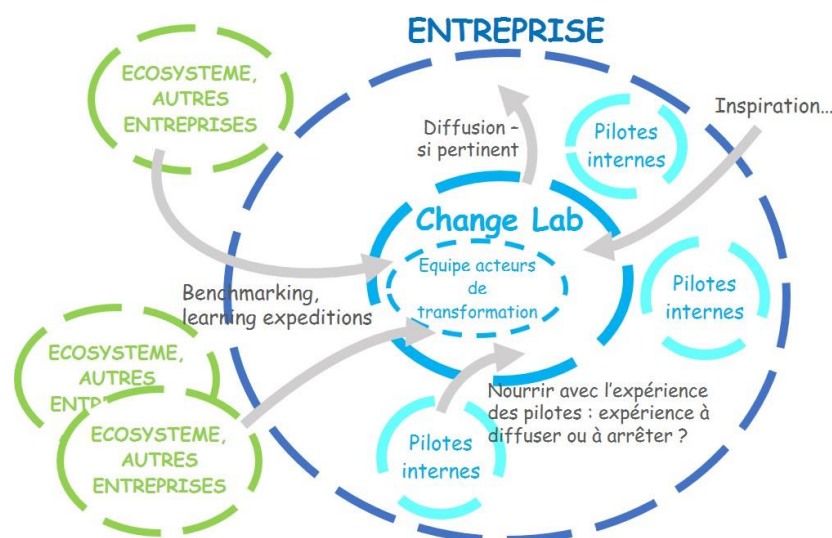 ENTREPRISE
ECOSYSTEME,
AUTRES
ENTREPRISES
Inspiration...
Diffusion –
si pertinent
Pilotes
internes
Change Lab
Equipe acteurs
de
transformation
Pilotes
internes
Benchmarking,
learning expeditions
ECOSYSTEME,
AUTRES
ECOSYSTEME,
AUTRES
ENTREPRISES
Pilotes
internes
Nourrir avec l'expérience
des pilotes : expérience à
diffuser ou à arrêter ?